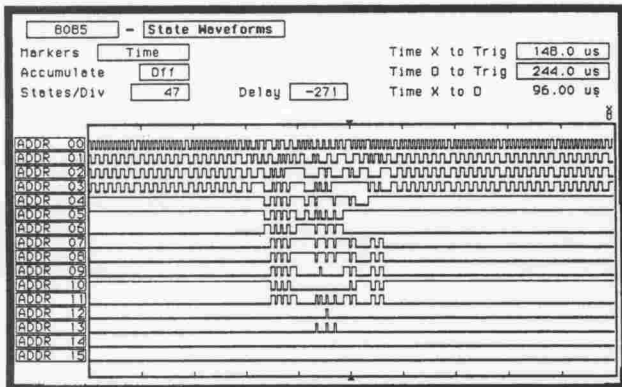 8085 - State Waveforms
Markers Time Time X to Trig 148.0 us
Accumulate Off Time O to Trig 244.0 us
States/Div 47 Delay -271 Time X to O 96.00 us
X
O
ADDR 00
ADDR 01
ADDR 02
ADDR 03
ADDR 04
ADDR 05
ADDR 06
ADDR 07
ADDR 08
ADDR 09
ADDR 10
ADDR 11
ADDR 12
ADDR 13
ADDR 14
ADDR 15